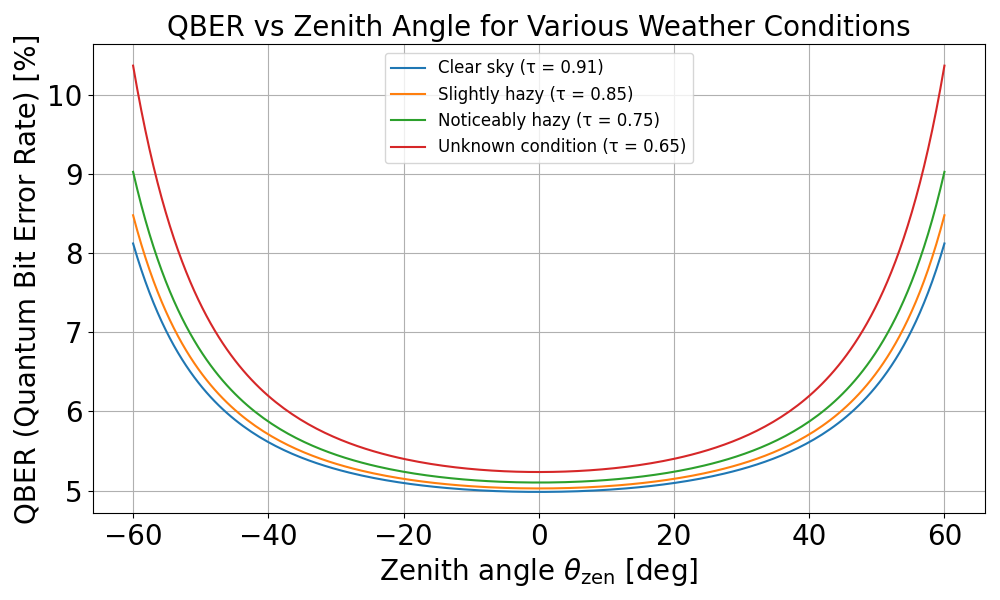 QBER vs Zenith Angle for Various Weather Conditions
QBER (Quantum Bit Error Rate) [%]
10
9
8
7
6
5
Clear sky (τ = 0.91)
Slightly hazy (τ = 0.85)
Noticeably hazy (τ = 0.75)
Unknown condition (τ = 0.65)
−60 −40 −20 0 20 40 60
Zenith angle θzen [deg]